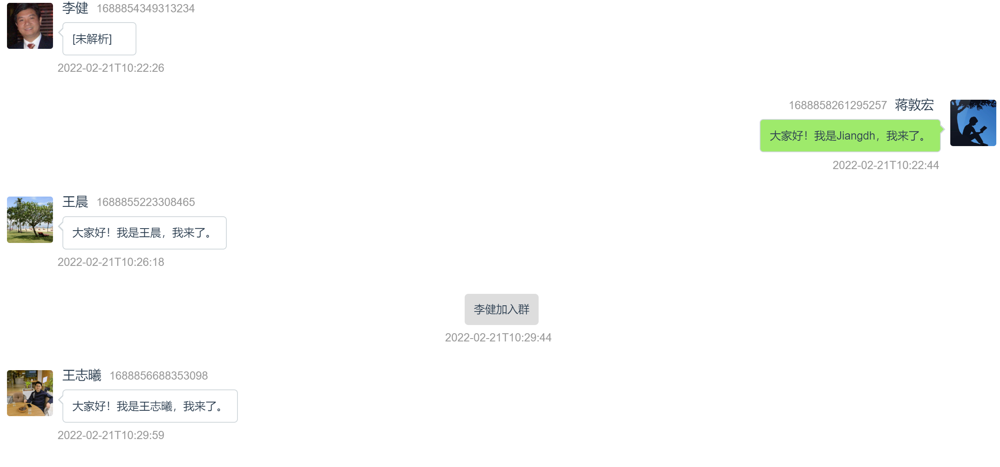 李健 1688854349313234
[未解析]
2022-02-21T10:22:26
1688858261295257 蒋敦宏
大家好！我是Jiangdh，我来了。
2022-02-21T10:22:44
王晨 1688855223308465
大家好！我是王晨，我来了。
2022-02-21T10:26:18
李健加入群
2022-02-21T10:29:44
王志曦 1688856688353098
大家好！我是王志曦，我来了。
2022-02-21T10:29:59